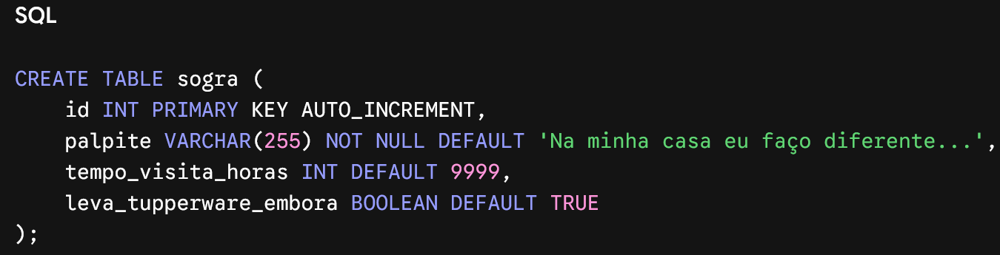 SQL
CREATE TABLE sogra (
    id INT PRIMARY KEY AUTO_INCREMENT,
    palpite VARCHAR(255) NOT NULL DEFAULT 'Na minha casa eu faço diferente...',
    tempo_visita_horas INT DEFAULT 9999,
    leva_tupperware_embora BOOLEAN DEFAULT TRUE
);